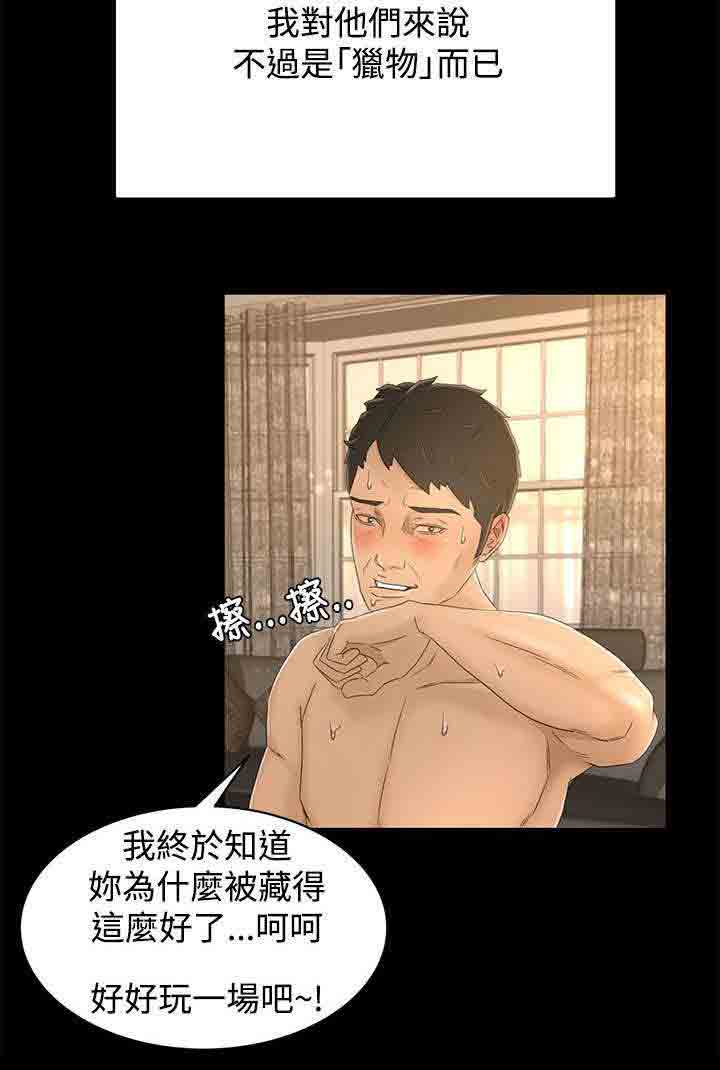 我對他們來說
不過是「獵物」而已
擦...擦..
我終於知道
妳為什麼被藏得
這麼好了...呵呵
好好玩一場吧~!